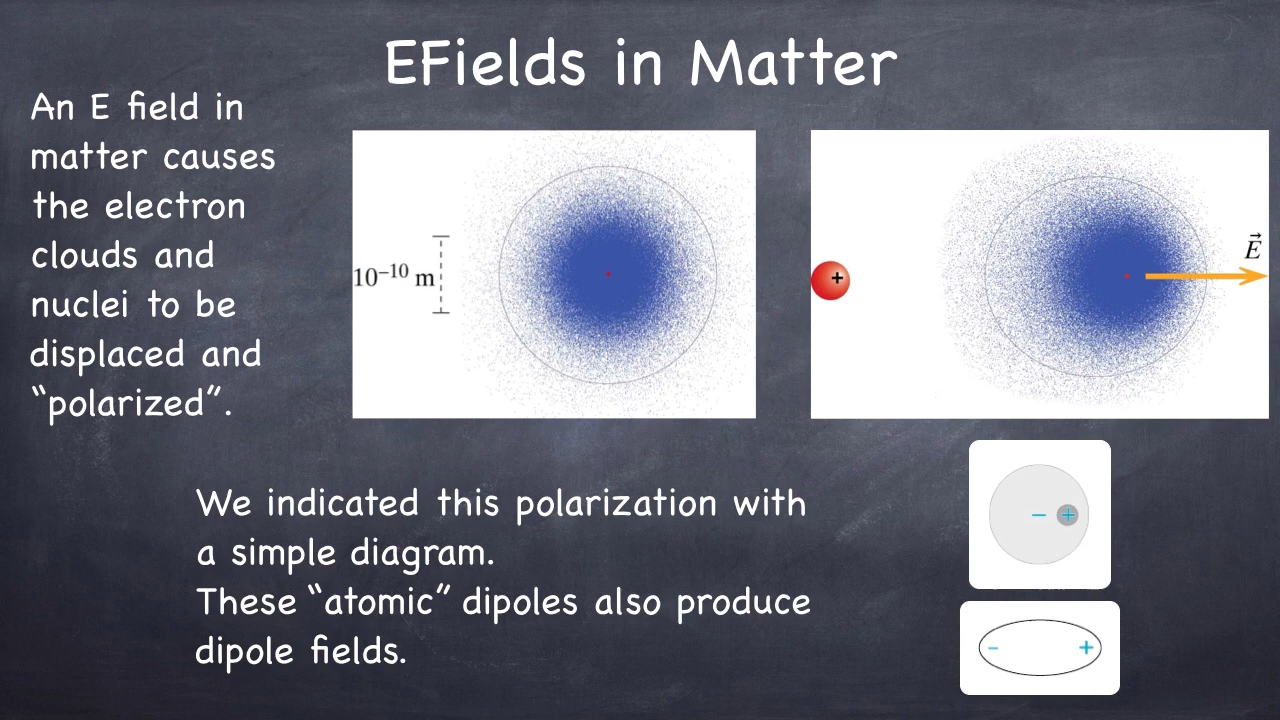 EFields in Matter
An E field in
matter causes
the electron
clouds and
nuclei to be
displaced and
“polarized”.
10⁻¹⁰ m
+
E⃗
We indicated this polarization with
a simple diagram.
These “atomic” dipoles also produce
dipole fields.
− +
- +